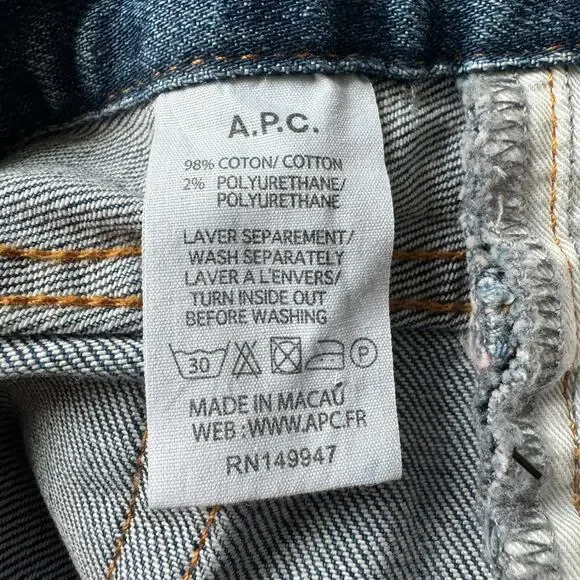 A.P.C.
98% COTON/ COTTON
2% POLYURETHANE/
POLYURETHANE
LAVER SEPAREMENT/
WASH SEPARATELY
LAVER A L'ENVERS/
TURN INSIDE OUT
BEFORE WASHING
30 P
MADE IN MACAÚ
WEB :WWW.APC.FR
RN149947